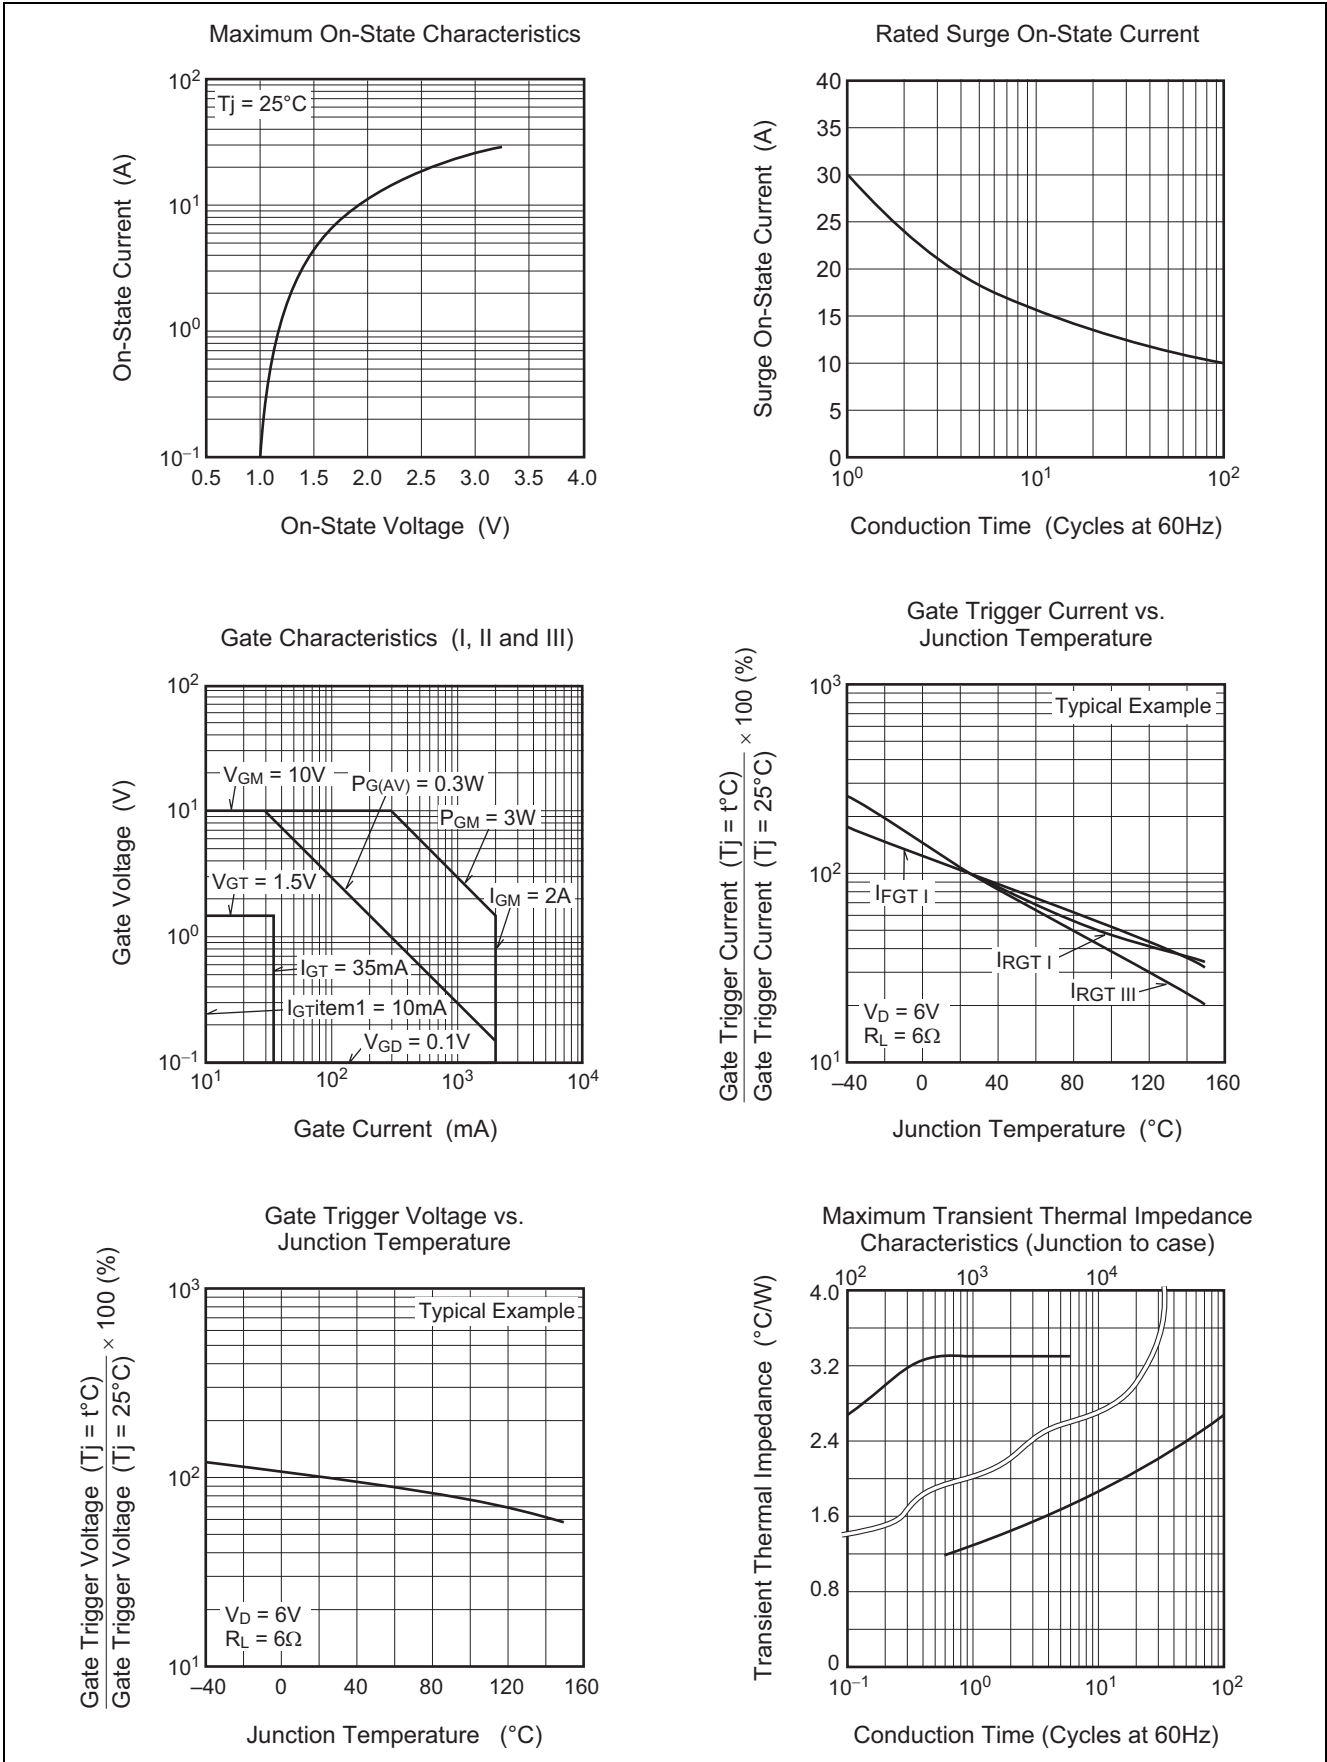 Maximum On-State Characteristics
10²
Tj = 25°C
10¹
10⁰
10⁻¹
On-State Current (A)
0.5 1.0 1.5 2.0 2.5 3.0 3.5 4.0
On-State Voltage (V)
Rated Surge On-State Current
40
35
30
25
20
15
10
5
0
Surge On-State Current (A)
10⁰ 10¹ 10²
Conduction Time (Cycles at 60Hz)
Gate Characteristics (I, II and III)
10²
10¹
10⁰
10⁻¹
Gate Voltage (V)
VGM = 10V
PG(AV) = 0.3W
PGM = 3W
VGT = 1.5V
IGM = 2A
IGT = 35mA
IGTitem1 = 10mA
VGD = 0.1V
10¹ 10² 10³ 10⁴
Gate Current (mA)
Gate Trigger Current vs.
Junction Temperature
Gate Trigger Current (Tj = t°C)
Gate Trigger Current (Tj = 25°C)
× 100 (%)
10³
10²
10¹
Typical Example
IFGT I
IRGT I
IRGT III
VD = 6V
RL = 6Ω
–40 0 40 80 120 160
Junction Temperature (°C)
Gate Trigger Voltage vs.
Junction Temperature
Gate Trigger Voltage (Tj = t°C)
Gate Trigger Voltage (Tj = 25°C)
× 100 (%)
10³
10²
10¹
Typical Example
VD = 6V
RL = 6Ω
–40 0 40 80 120 160
Junction Temperature (°C)
Maximum Transient Thermal Impedance
Characteristics (Junction to case)
10² 10³ 10⁴
4.0
3.2
2.4
1.6
0.8
0
Transient Thermal Impedance (°C/W)
10⁻¹ 10⁰ 10¹ 10²
Conduction Time (Cycles at 60Hz)